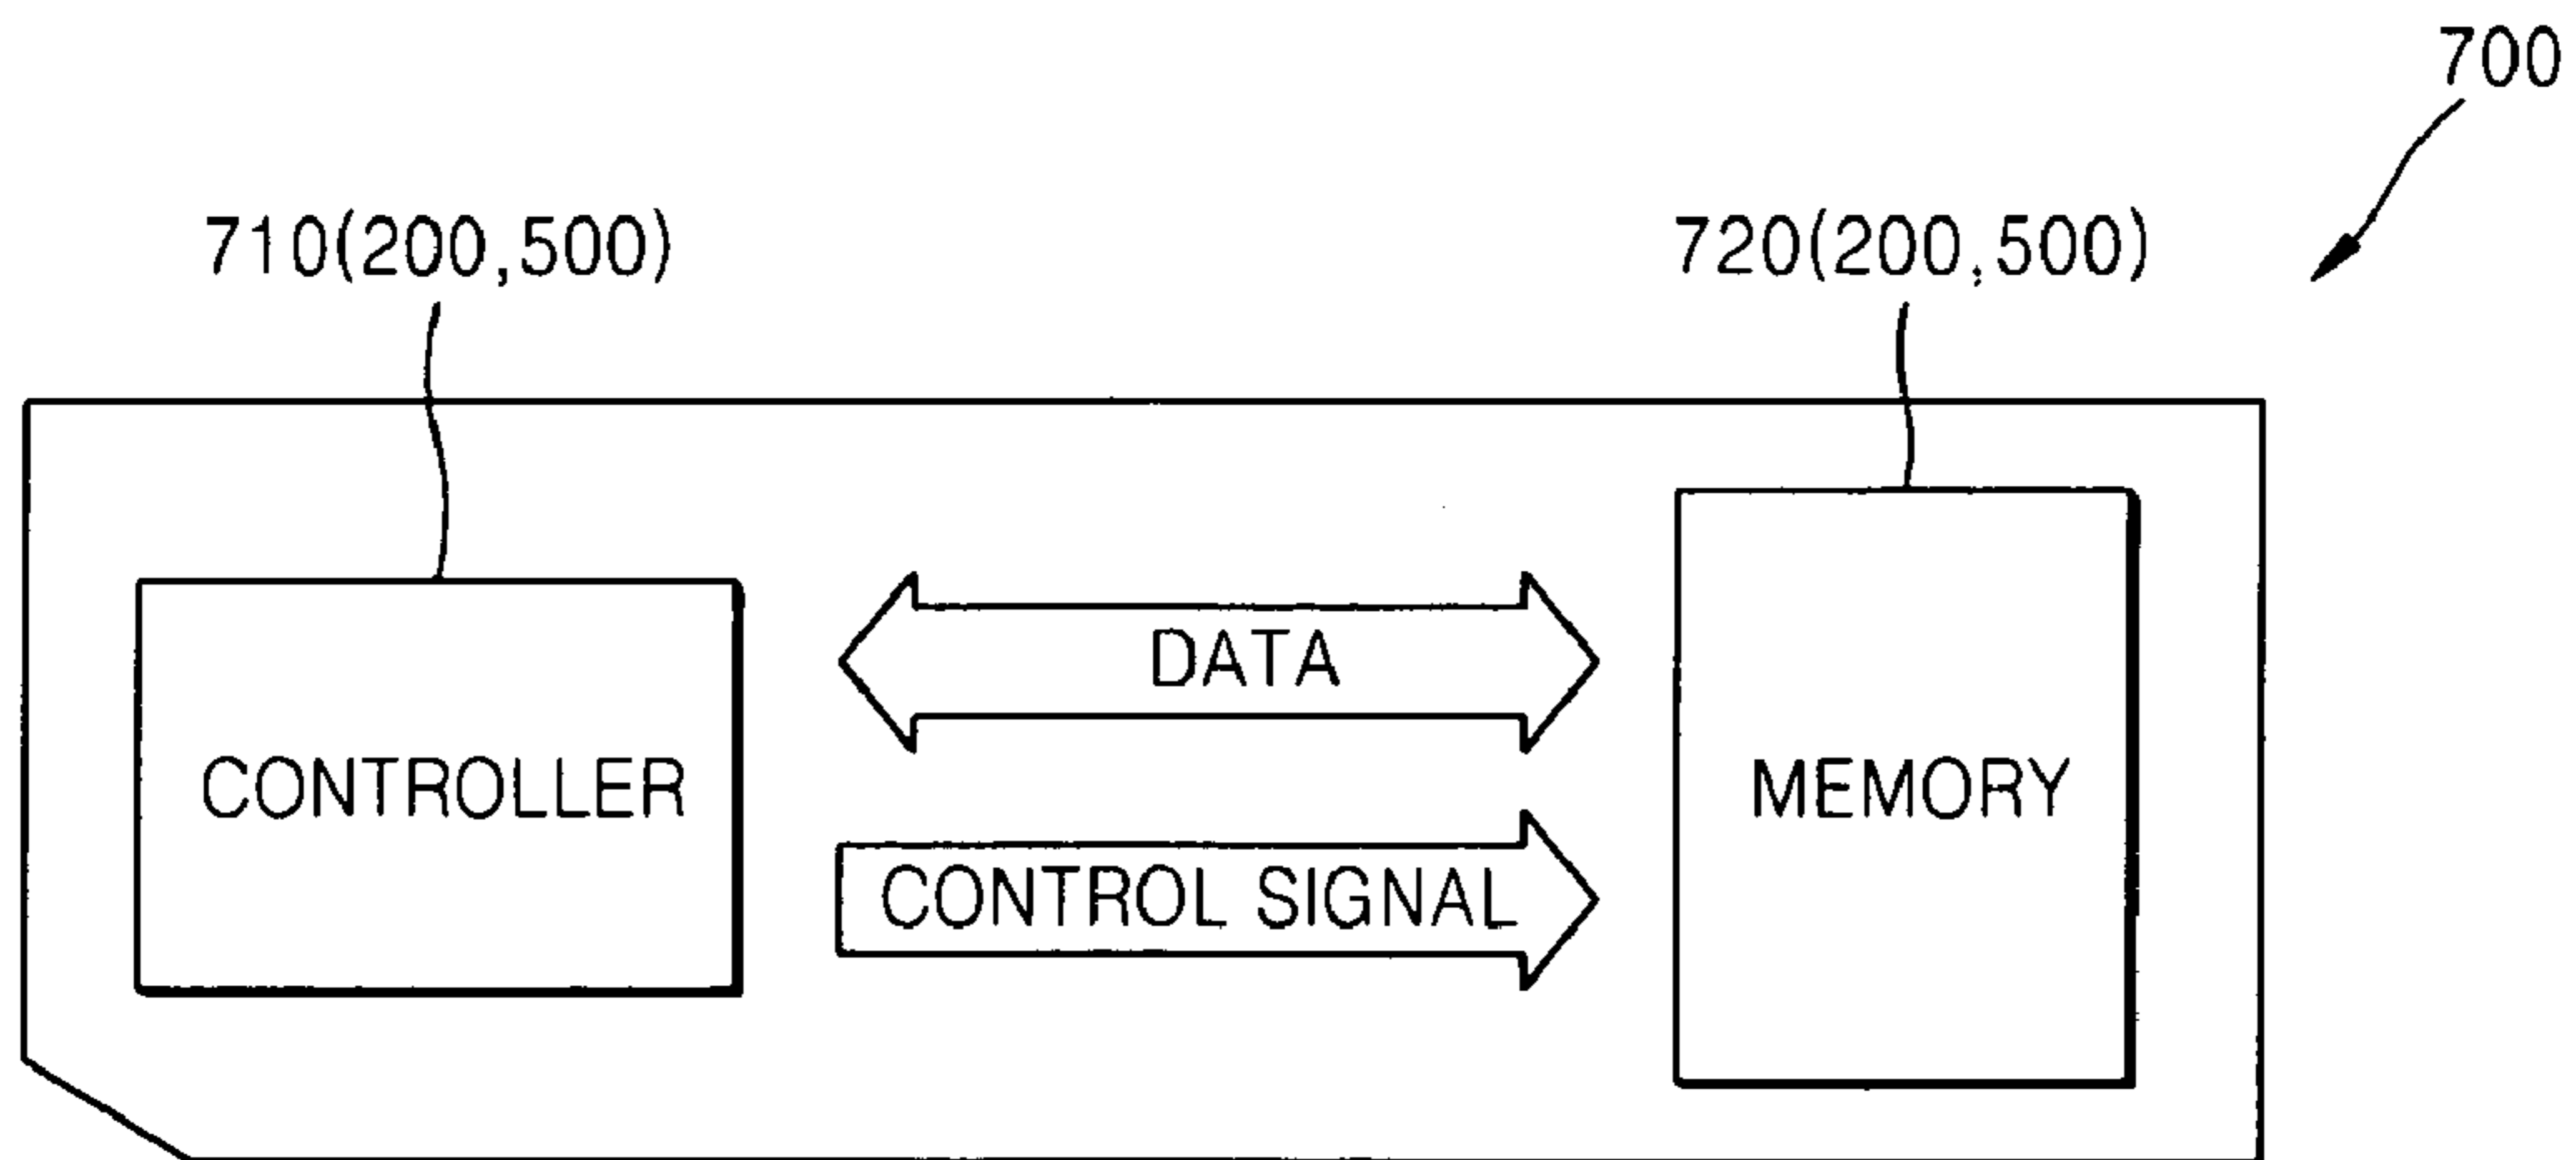 700
710(200,500)
720(200,500)
DATA
CONTROLLER
MEMORY
CONTROL SIGNAL